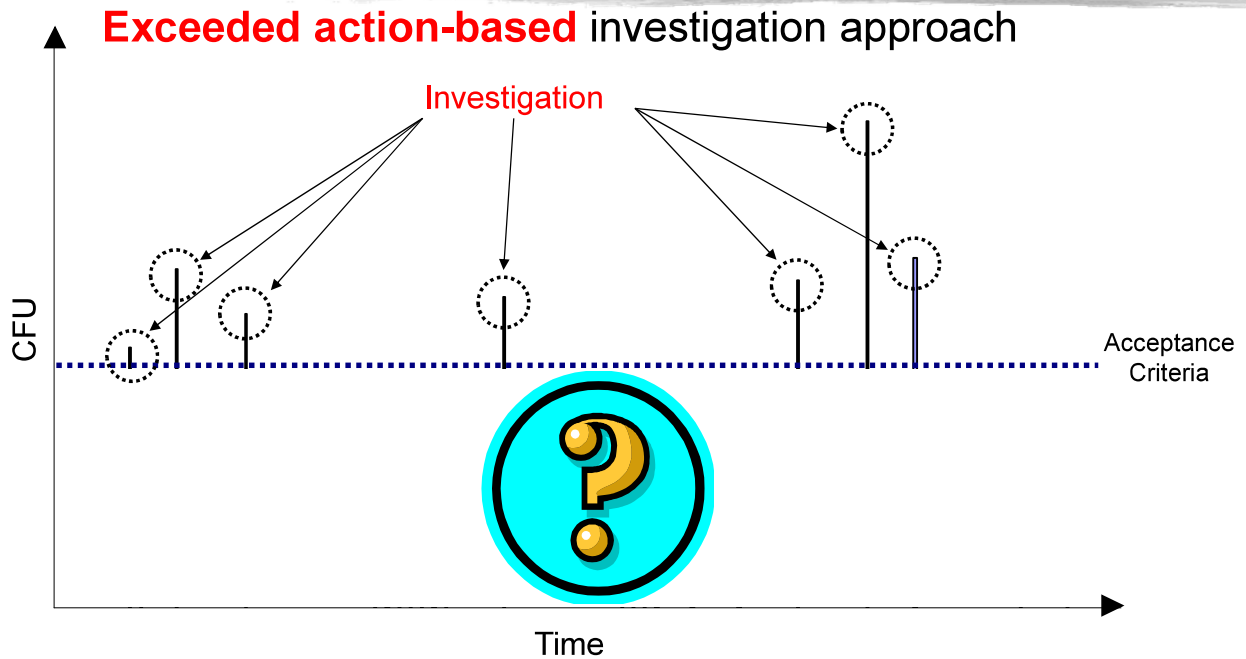 Exceeded action-based investigation approach
Investigation
CFU
Acceptance
Criteria
?
Time